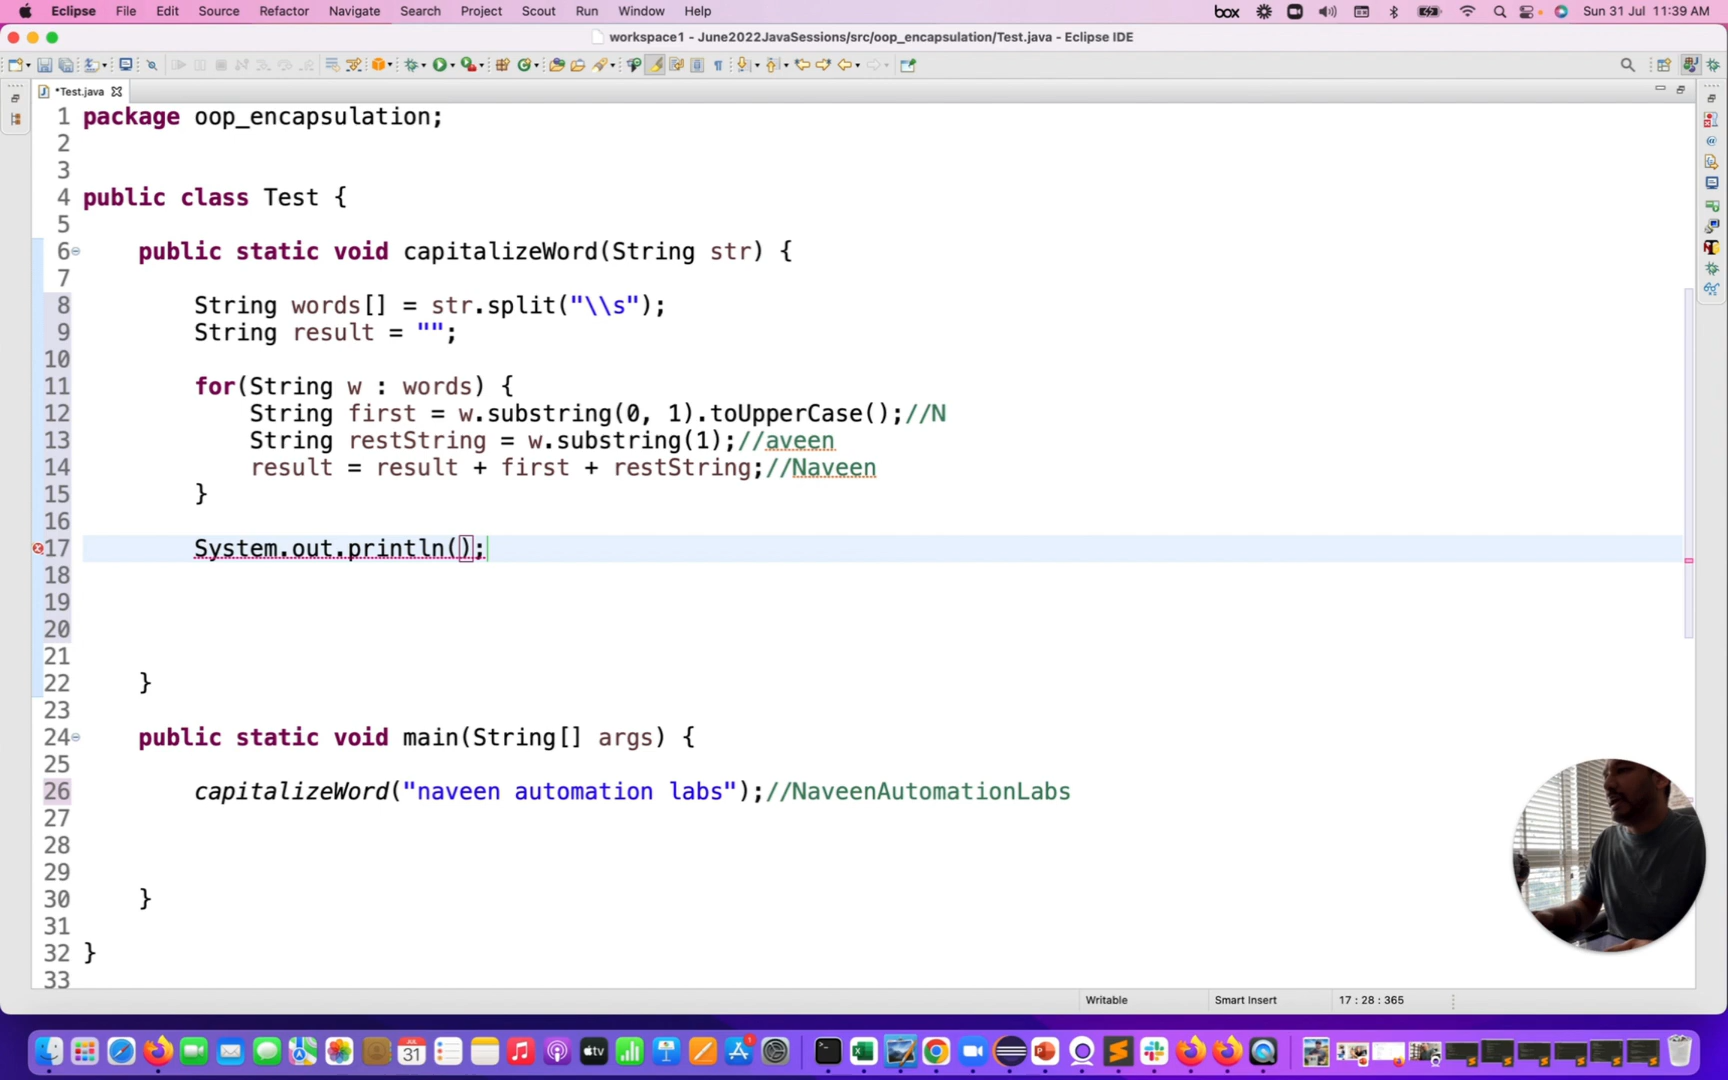 Eclipse File Edit Source Refactor Navigate Search Project Scout Run Window Help box Sun 31 Jul 11:39 AM
workspace1 - June2022JavaSessions/src/oop_encapsulation/Test.java - Eclipse IDE
*Test.java
1 package oop_encapsulation;
2
3
4 public class Test {
5
6 public static void capitalizeWord(String str) {
7
8 String words[] = str.split("\\s");
9 String result = "";
10
11 for(String w : words) {
12 String first = w.substring(0, 1).toUpperCase();//N
13 String restString = w.substring(1);//aveen
14 result = result + first + restString;//Naveen
15 }
16
17 System.out.println();
18
19
20
21
22 }
23
24 public static void main(String[] args) {
25
26 capitalizeWord("naveen automation labs");//NaveenAutomationLabs
27
28
29
30 }
31
32 }
33
Writable Smart Insert 17 : 28 : 365